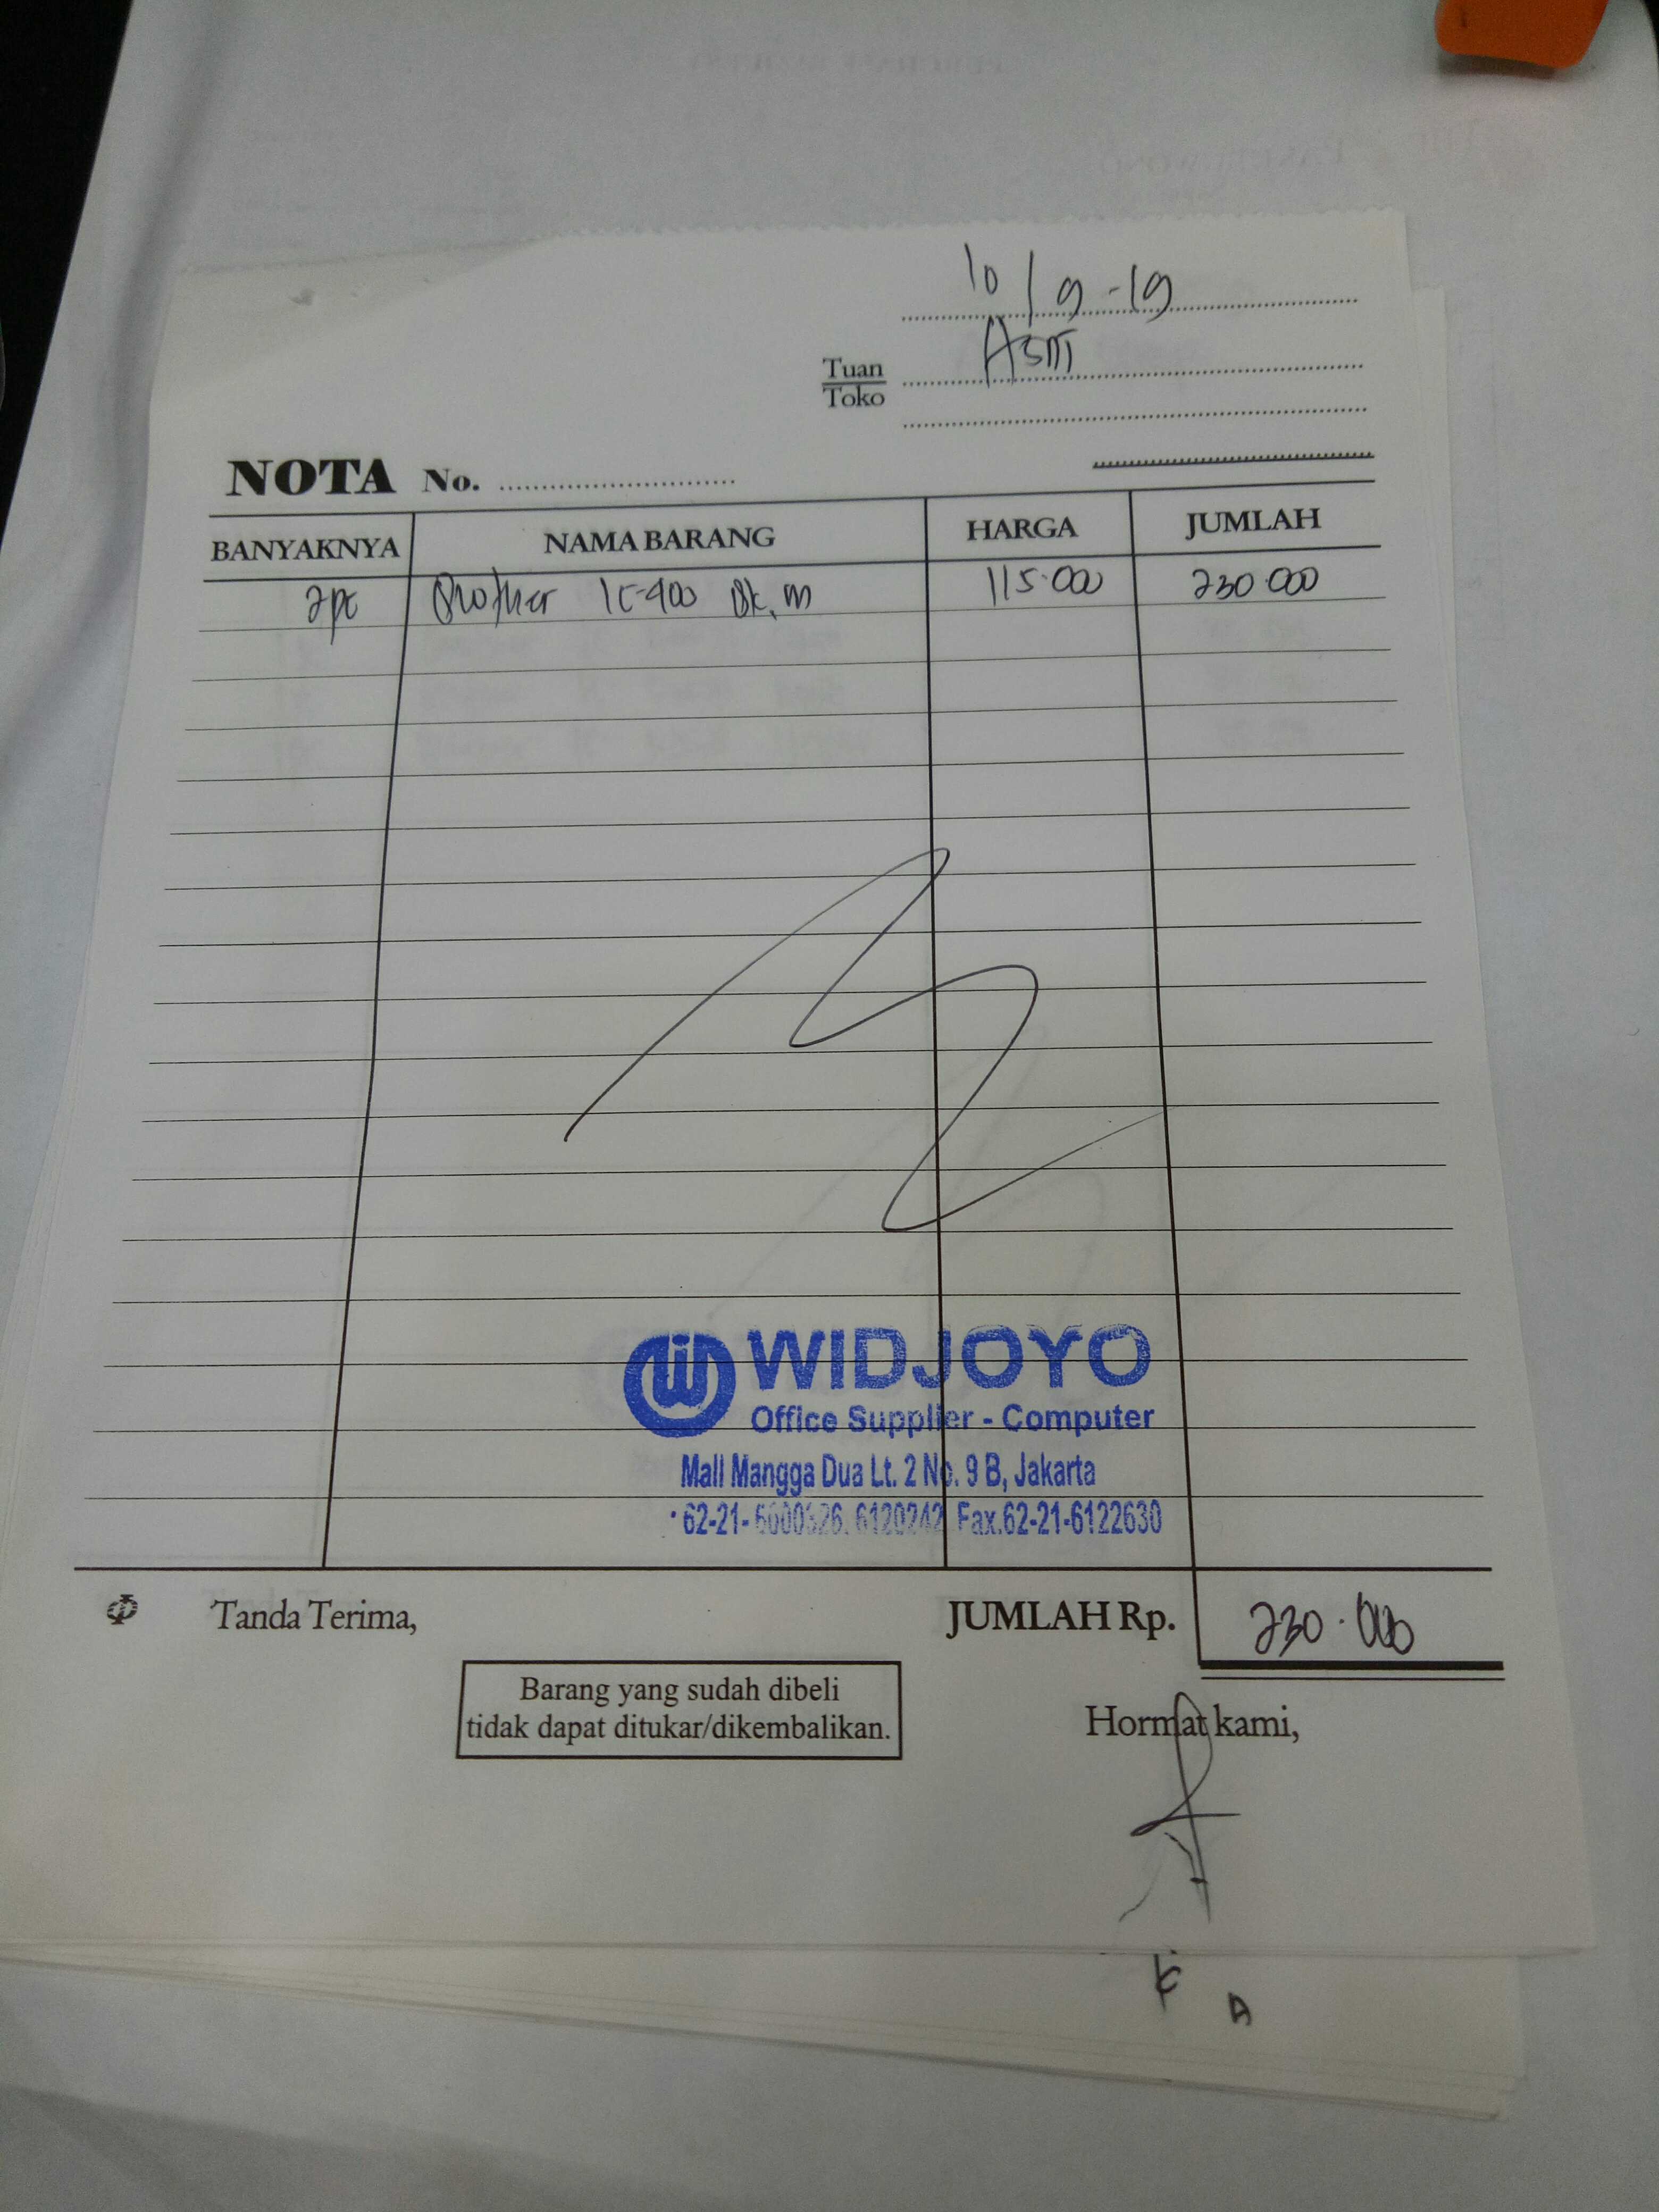 10/9-19
Tuan
Toko
NOTA No.
BANYAKNYA NAMA BARANG HARGA JUMLAH
2pc Brother 115.000 230.000
WIDJOYO
Office Supplier - Computer
Mall Mangga Dua Lt. 2 No. 9 B, Jakarta
62-21- Fax.62-21-6122630
Tanda Terima, JUMLAH Rp. 230.000
Barang yang sudah dibeli
tidak dapat ditukar/dikembalikan.
Hormat kami,